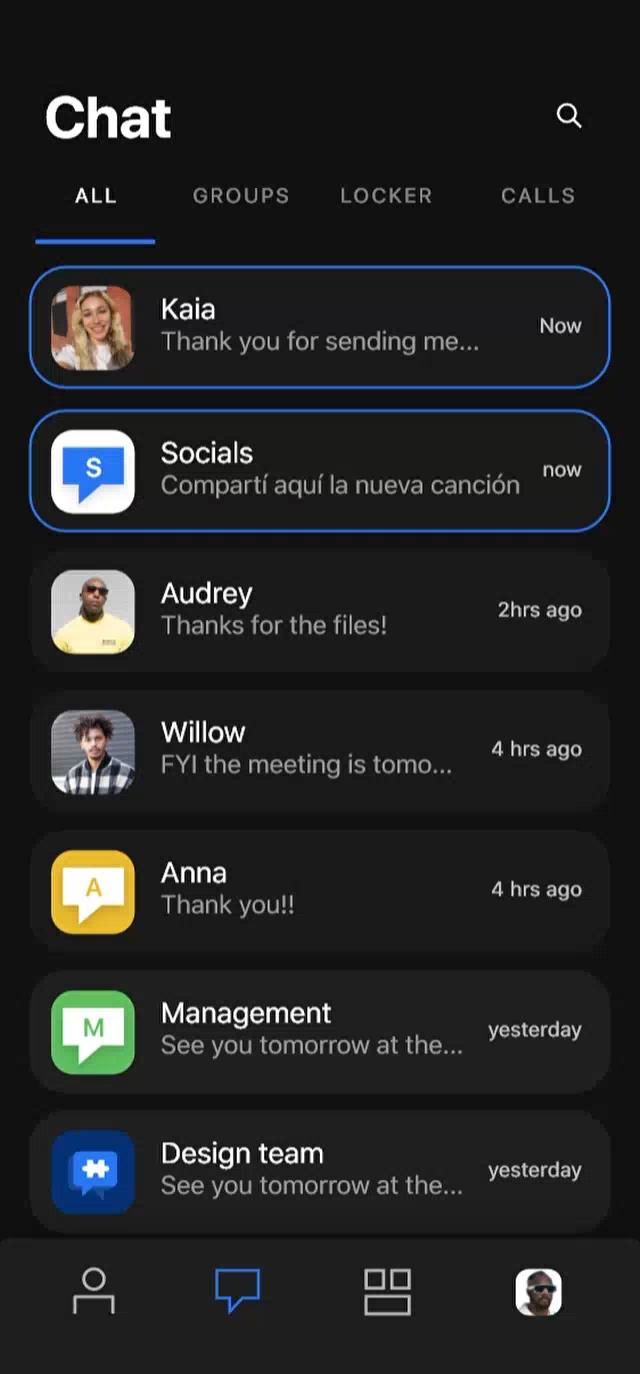 Chat
ALL GROUPS LOCKER CALLS
Kaia
Thank you for sending me...
Now
S
Socials
Compartí aquí la nueva canción
now
Audrey
Thanks for the files!
2hrs ago
Willow
FYI the meeting is tomo...
4 hrs ago
A
Anna
Thank you!!
4 hrs ago
M
Management
See you tomorrow at the...
yesterday
Design team
See you tomorrow at the...
yesterday